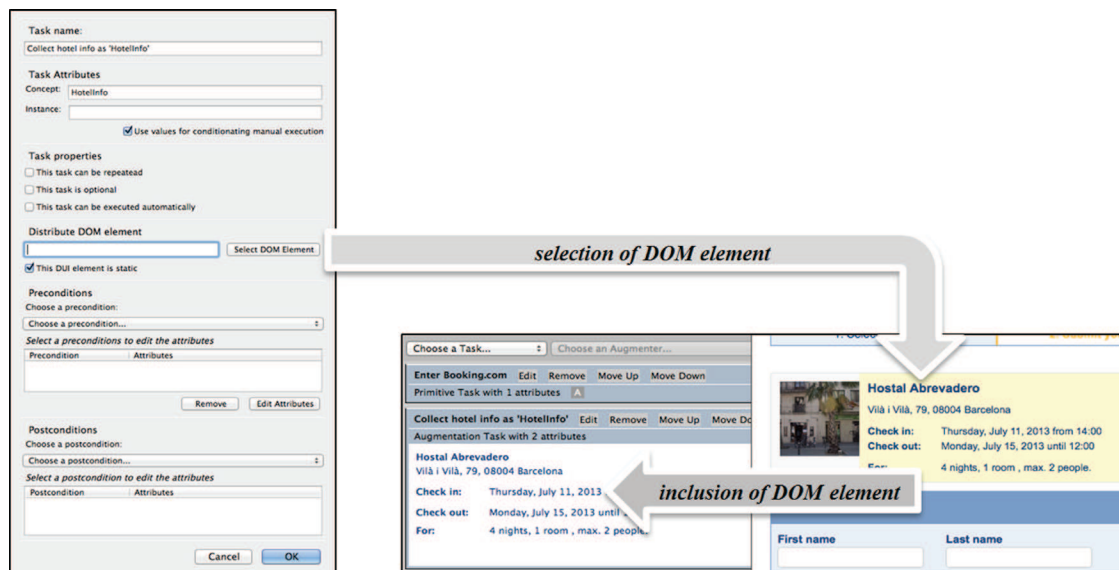 Task name:
Collect hotel info as 'HotelInfo'
Task Attributes
Concept: HotelInfo
Instance:
Use values for conditionating manual execution
Task properties
This task can be repeatead
This task is optional
This task can be executed automatically
Distribute DOM element
Select DOM Element
This DUI element is static
Preconditions
Choose a precondition:
Choose a precondition...
Select a preconditions to edit the attributes
Precondition Attributes
Remove Edit Attributes
Postconditions
Choose a postcondition:
Choose a postcondition...
Select a postcondition to edit the attributes
Postcondition Attributes
Cancel OK
selection of DOM element
Choose a Task... Choose an Augmenter...
Enter Booking.com Edit Remove Move Up Move Down
Primitive Task with 1 attributes A
Collect hotel info as 'HotelInfo' Edit Remove Move Up Move Do
Augmentation Task with 2 attributes
Hostal Abrevadero
Vilà i Vilà, 79, 08004 Barcelona
Check in: Thursday, July 11, 2013
Check out: Monday, July 15, 2013 until
For: 4 nights, 1 room , max. 2 people.
inclusion of DOM element
Hostal Abrevadero
Vilà i Vilà, 79, 08004 Barcelona
Check in: Thursday, July 11, 2013 from 14:00
Check out: Monday, July 15, 2013 until 12:00
For: 4 nights, 1 room , max. 2 people.
First name Last name